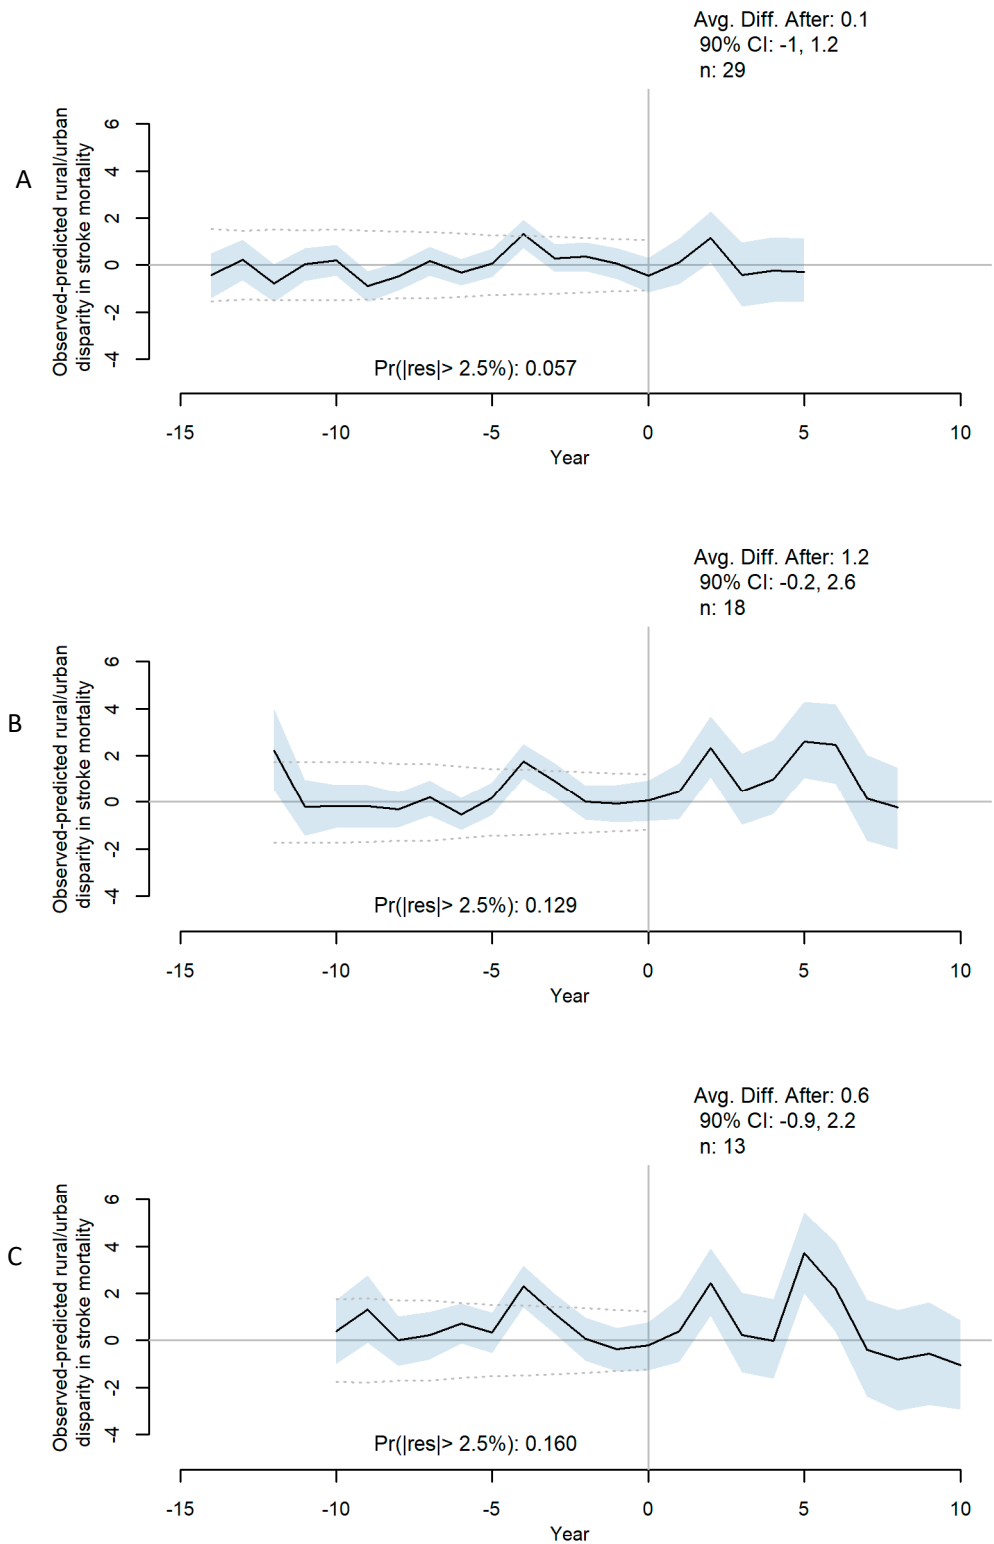 Avg. Diff. After: 0.1
90% CI: -1, 1.2
n: 29
A
Observed-predicted rural/urban
disparity in stroke mortality
6
4
2
0
-2
-4
Pr(|res|> 2.5%): 0.057
-15 -10 -5 0 5 10
Year
Avg. Diff. After: 1.2
90% CI: -0.2, 2.6
n: 18
B
Observed-predicted rural/urban
disparity in stroke mortality
6
4
2
0
-2
-4
Pr(|res|> 2.5%): 0.129
-15 -10 -5 0 5 10
Year
Avg. Diff. After: 0.6
90% CI: -0.9, 2.2
n: 13
C
Observed-predicted rural/urban
disparity in stroke mortality
6
4
2
0
-2
-4
Pr(|res|> 2.5%): 0.160
-15 -10 -5 0 5 10
Year